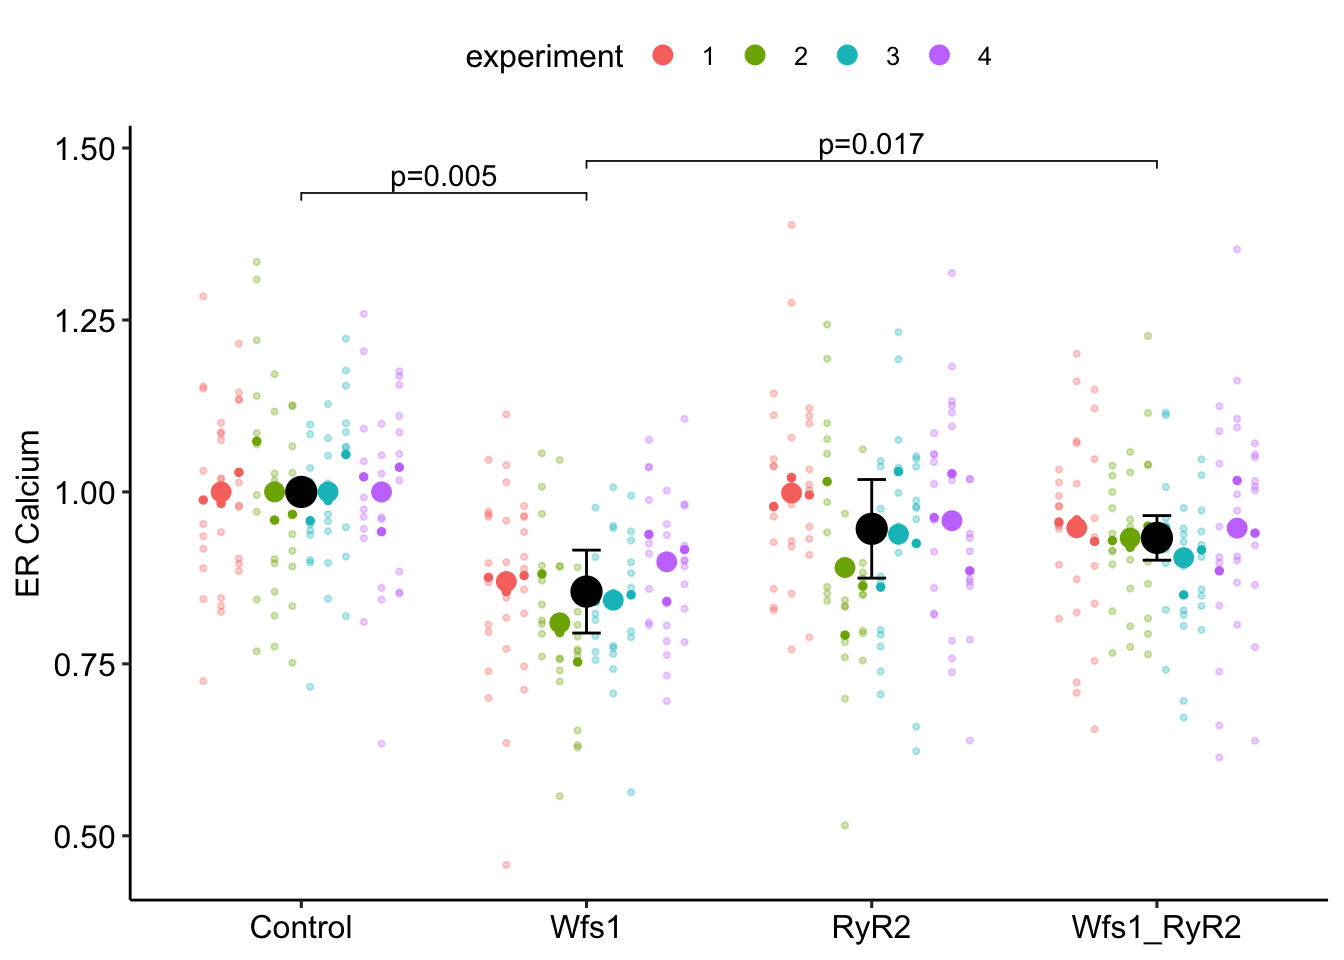 experiment 1 2 3 4
1.50
1.25
1.00
0.75
0.50
ER Calcium
p=0.005
p=0.017
Control Wfs1 RyR2 Wfs1_RyR2